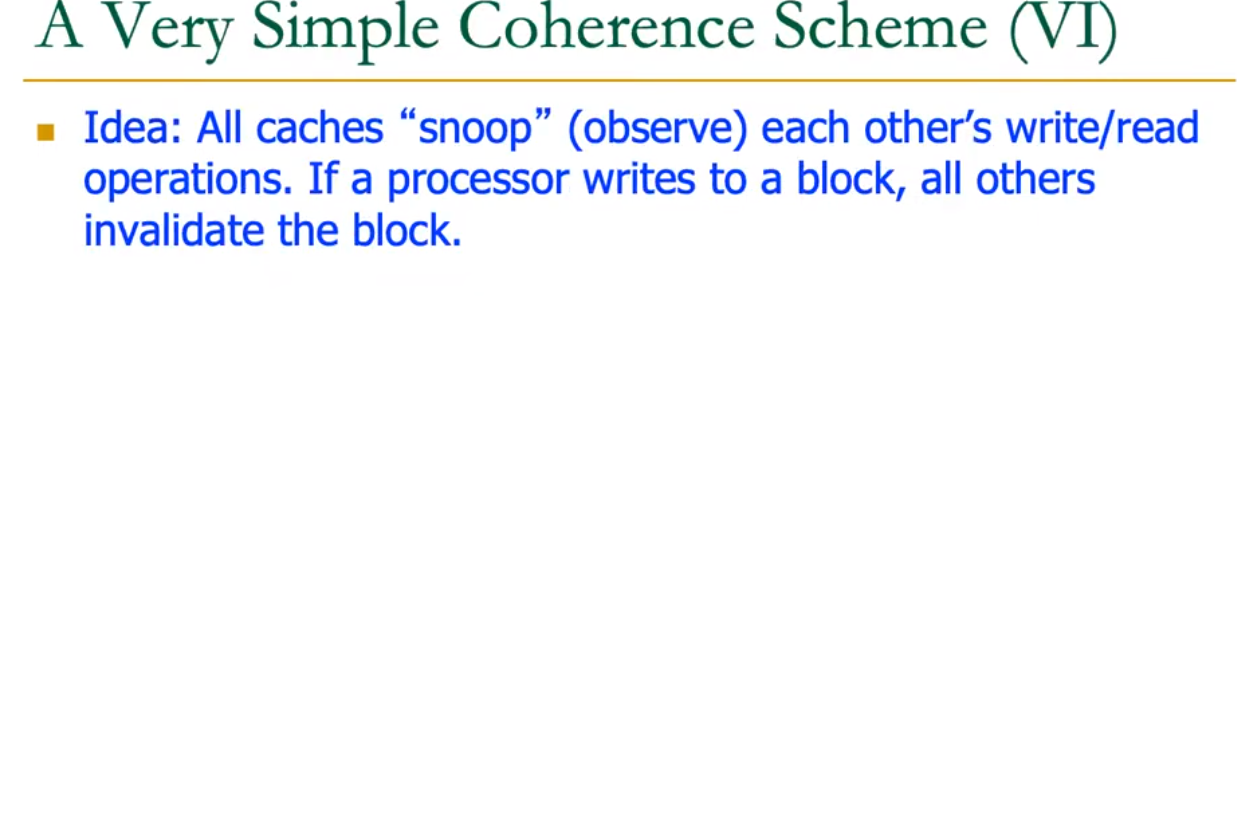 A Very Simple Coherence Scheme (VI)
Idea: All caches “snoop” (observe) each other’s write/read
operations. If a processor writes to a block, all others
invalidate the block.